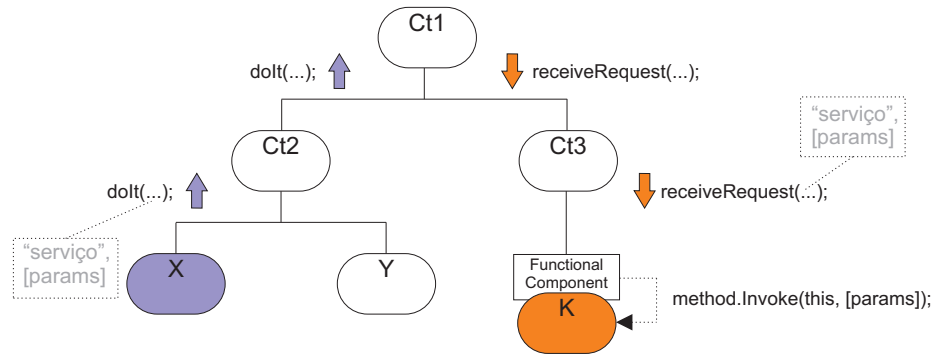 Ct1
doIt(...);
receiveRequest(...);
"serviço",
[params]
Ct2
Ct3
doIt(...);
receiveRequest(...);
"serviço",
[params]
X
Y
Functional
Component
K
method.Invoke(this, [params]);